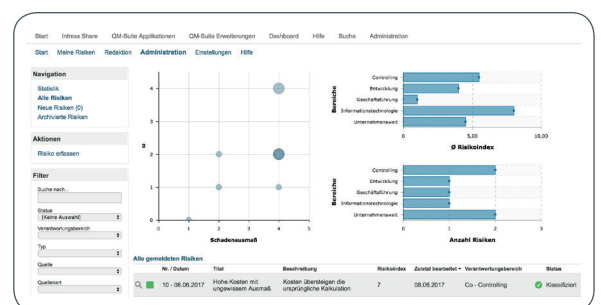 Start Intrexx Share QM-Suite Applikationen QM-Suite Erweiterungen Dashboard Hilfe Suche Administration
Start Meine Risiken Redaktion Administration Einstellungen Hilfe
Navigation
Statistik
Alle Risiken
Neue Risiken (0)
Archivierte Risiken
Aktionen
Risiko erfassen
Filter
Suche nach...
Status
[Keine Auswahl]
Verantwortungsbereich
Typ
Quelle
Quellenart
4
3
2
1
0
0 1 2 3 4 5
Schadenausmaß
Bereiche
Controlling
Entwicklung
Geschäftsführung
Informationstechnologie
Unternehmensweit
0 5,00 10,00
Ø Risikoindex
Bereiche
Controlling
Entwicklung
Geschäftsführung
Informationstechnologie
Unternehmensweit
0 1 2 3
Anzahl Risiken
Alle gemeldeten Risiken
Nr. / Datum Titel Beschreibung Risikoindex Zuletzt bearbeitet Verantwortungsbereich Status
10 - 08.06.2017 Hohe Kosten mit ungewissem Ausmaß Kosten übersteigen die ursprüngliche Kalkulation 7 08.08.2017 Co - Controlling Klassifiziert